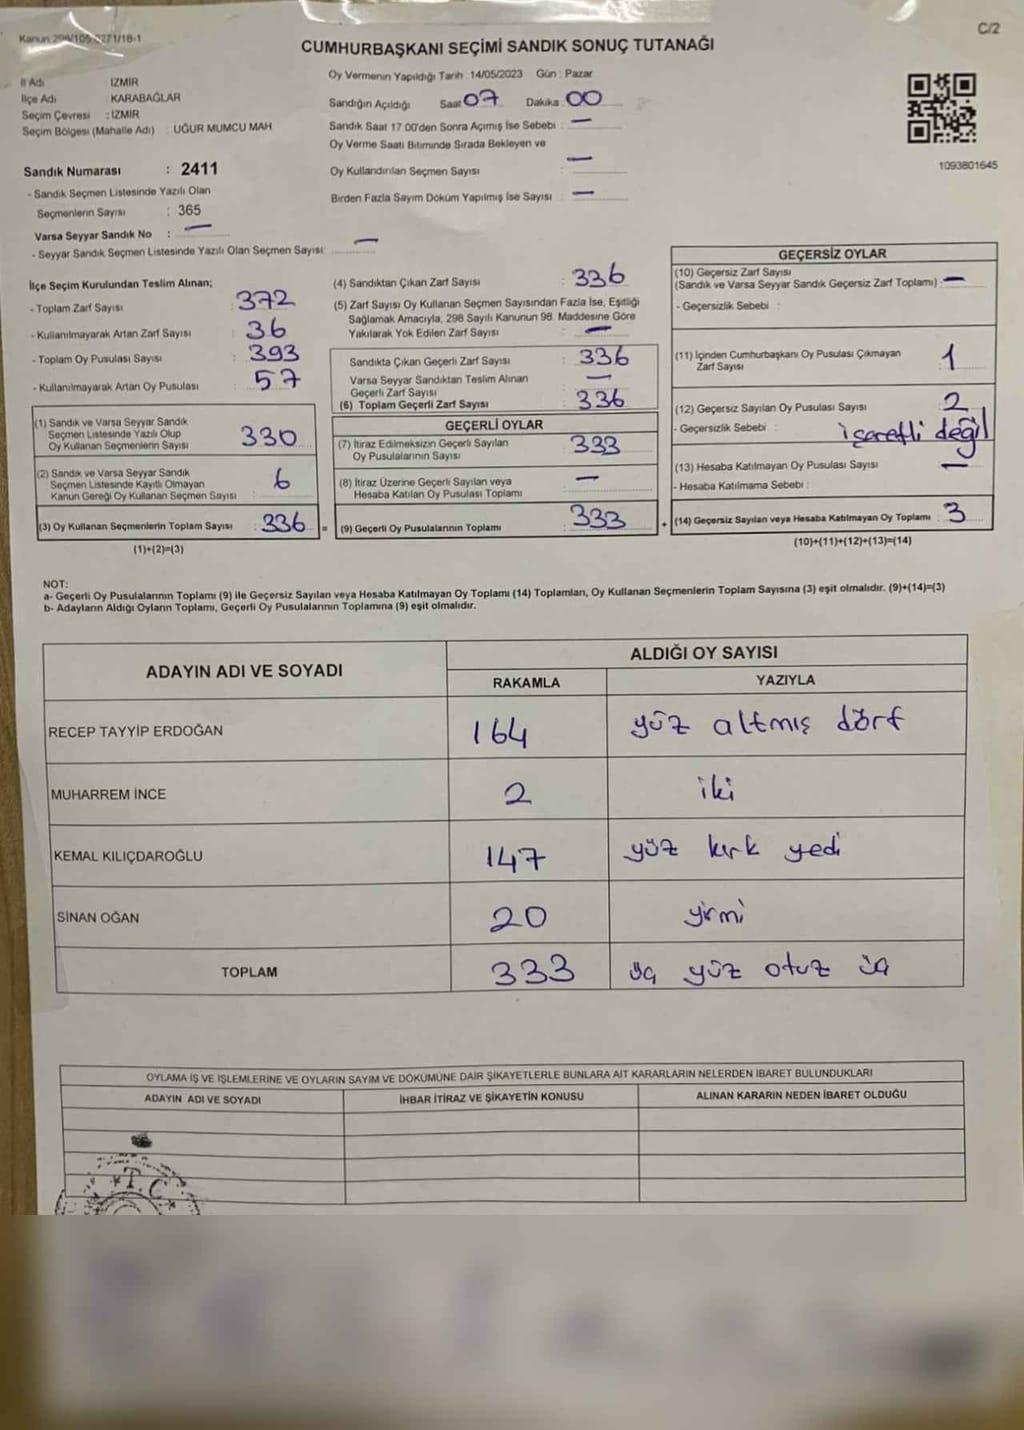 Kanun 298/105-0271/18-1
C/2
CUMHURBAŞKANI SEÇİMİ SANDIK SONUÇ TUTANAĞI
İl Adı : İZMİR
İlçe Adı KARABAĞLAR
Seçim Çevresi : İZMİR
Seçim Bölgesi (Mahalle Adı) : UĞUR MUMCU MAH
Oy Vermenin Yapıldığı Tarih 14/05/2023 Gün : Pazar
Sandığın Açıldığı Saat 07 Dakika 00
Sandık Saat 17 00'den Sonra Açımış İse Sebebi : —
Oy Verme Saati Bitiminde Sırada Bekleyen ve
Oy Kullandırılan Seçmen Sayısı : —
Birden Fazla Sayım Döküm Yapılmış İse Sayısı : —
1093801645
Sandık Numarası : 2411
- Sandık Seçmen Listesinde Yazılı Olan
Seçmenlerin Sayısı : 365
Varsa Seyyar Sandık No : —
- Seyyar Sandık Seçmen Listesinde Yazılı Olan Seçmen Sayısı: —
İlçe Seçim Kurulundan Teslim Alınan;
- Toplam Zarf Sayısı : 372
- Kullanılmayarak Artan Zarf Sayısı : 36
- Toplam Oy Pusulası Sayısı : 393
- Kullanılmayarak Artan Oy Pusulası : 57
(1) Sandık ve Varsa Seyyar Sandık
Seçmen Listesinde Yazılı Olup
Oy Kullanan Seçmenlerin Sayısı : 330
(2) Sandık ve Varsa Seyyar Sandık
Seçmen Listesinde Kayıtlı Olmayan
Kanun Gereği Oy Kullanan Seçmen Sayısı : 6
(3) Oy Kullanan Seçmenlerin Toplam Sayısı : 336 =
(1)+(2)=(3)
(4) Sandıktan Çıkan Zarf Sayısı : 336
(5) Zarf Sayısı Oy Kullanan Seçmen Sayısından Fazla İse, Eşitliği
Sağlamak Amacıyla, 298 Sayılı Kanunun 98. Maddesine Göre
Yakılarak Yok Edilen Zarf Sayısı : —
Sandıkta Çıkan Geçerli Zarf Sayısı : 336
Varsa Seyyar Sandıktan Teslim Alınan
Geçerli Zarf Sayısı : —
(6) Toplam Geçerli Zarf Sayısı : 336
GEÇERLİ OYLAR
(7) İtiraz Edilmeksizin Geçerli Sayılan
Oy Pusulalarının Sayısı : 333
(8) İtiraz Üzerine Geçerli Sayılan veya
Hesaba Katılan Oy Pusulası Toplamı : —
(9) Geçerli Oy Pusulalarının Toplamı : 333 +
GEÇERSİZ OYLAR
(10) Geçersiz Zarf Sayısı
(Sandık ve Varsa Seyyar Sandık Geçersiz Zarf Toplamı) : —
- Geçersizlik Sebebi :
(11) İçinden Cumhurbaşkanı Oy Pusulası Çıkmayan
Zarf Sayısı : 1
(12) Geçersiz Sayılan Oy Pusulası Sayısı : 2
- Geçersizlik Sebebi : işaretli değil
(13) Hesaba Katılmayan Oy Pusulası Sayısı : —
- Hesaba Katılmama Sebebi :
(14) Geçersiz Sayılan veya Hesaba Katılmayan Oy Toplamı : 3
(10)+(11)+(12)+(13)=(14)
NOT:
a- Geçerli Oy Pusulalarının Toplamı (9) ile Geçersiz Sayılan veya Hesaba Katılmayan Oy Toplamı (14) Toplamları, Oy Kullanan Seçmenlerin Toplam Sayısına (3) eşit olmalıdır. (9)+(14)=(3)
b- Adayların Aldığı Oyların Toplamı, Geçerli Oy Pusulalarının Toplamına (9) eşit olmalıdır.
ADAYIN ADI VE SOYADI ALDIĞI OY SAYISI
RAKAMLA YAZIYLA
RECEP TAYYİP ERDOĞAN 164 yüz altmış dört
MUHARREM İNCE 2 iki
KEMAL KILIÇDAROĞLU 147 yüz kırk yedi
SİNAN OĞAN 20 yirmi
TOPLAM 333 üç yüz otuz üç
OYLAMA İŞ VE İŞLEMLERİNE VE OYLARIN SAYIM VE DÖKÜMÜNE DAİR ŞİKAYETLERLE BUNLARA AİT KARARLARIN NELERDEN İBARET BULUNDUKLARI
ADAYIN ADI VE SOYADI İHBAR İTİRAZ VE ŞİKAYETİN KONUSU ALINAN KARARIN NEDEN İBARET OLDUĞU
T.C.